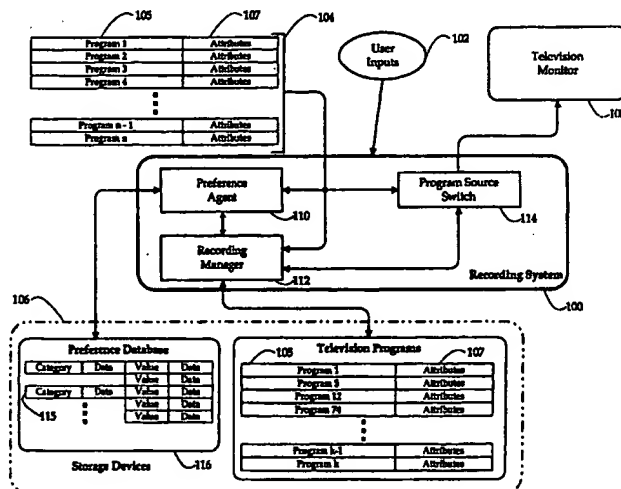 105
107
104
Program 1 Attributes
Program 2 Attributes
Program 3 Attributes
Program 4 Attributes
Program n - 1 Attributes
Program n Attributes
User
Inputs
102
Television
Monitor
Preference
Agent
110
Program Source
Switch
114
Recording
Manager
112
Recording System
100
106
Preference Database
Category Data Value Data
Value Data
Category Data Value Data
Value Data
Value Data
115
116
Storage Devices
Television Programs
105
107
Program 1 Attributes
Program 5 Attributes
Program 12 Attributes
Program 74 Attributes
Program k-1 Attributes
Program k Attributes